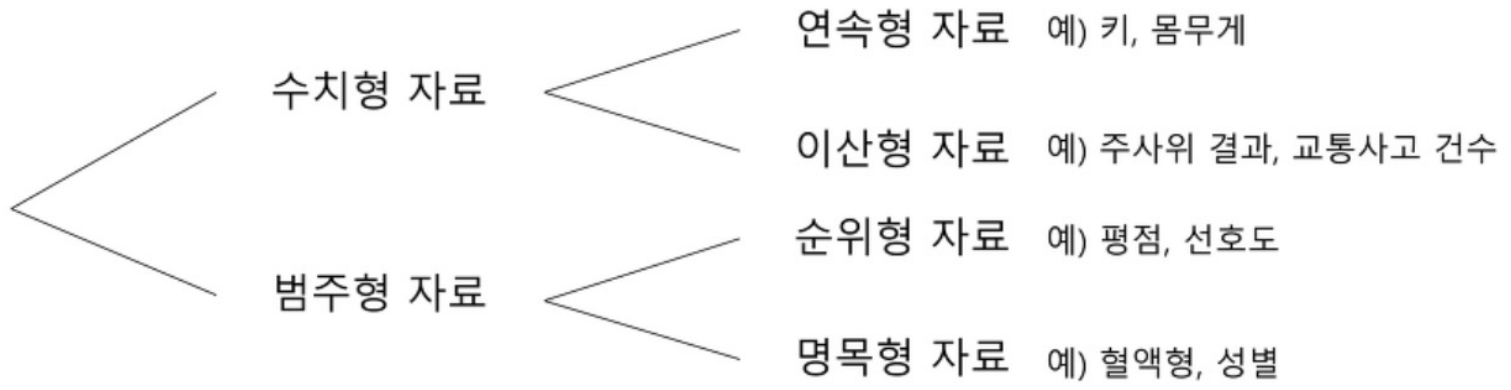 연속형 자료 예) 키, 몸무게
수치형 자료
이산형 자료 예) 주사위 결과, 교통사고 건수
순위형 자료 예) 평점, 선호도
범주형 자료
명목형 자료 예) 혈액형, 성별